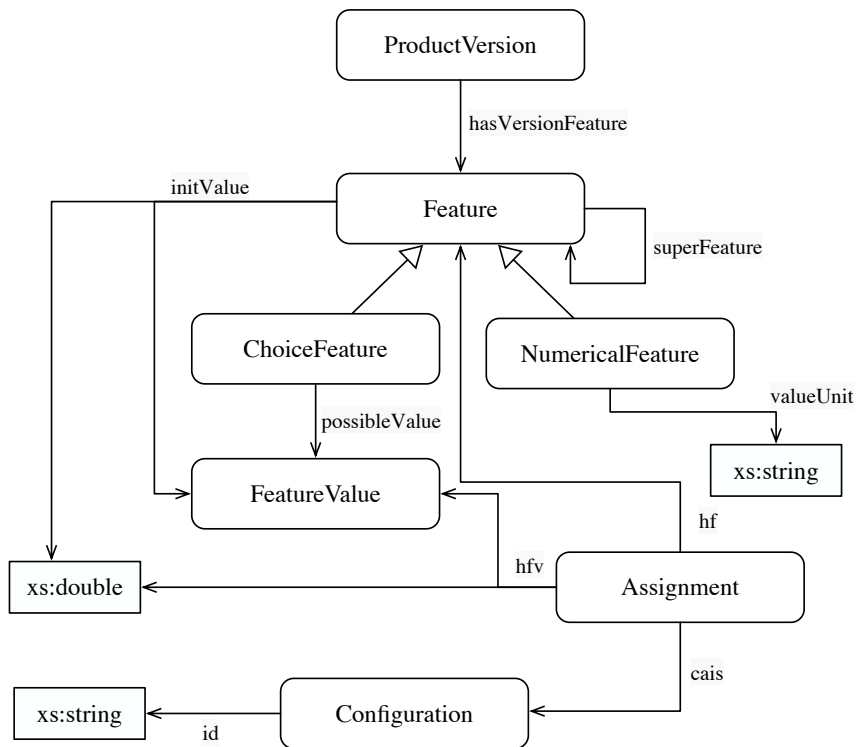 ProductVersion
hasVersionFeature
initValue
Feature
superFeature
ChoiceFeature
NumericalFeature
valueUnit
possibleValue
xs:string
FeatureValue
hf
hfv
xs:double
Assignment
cais
xs:string
Configuration
id